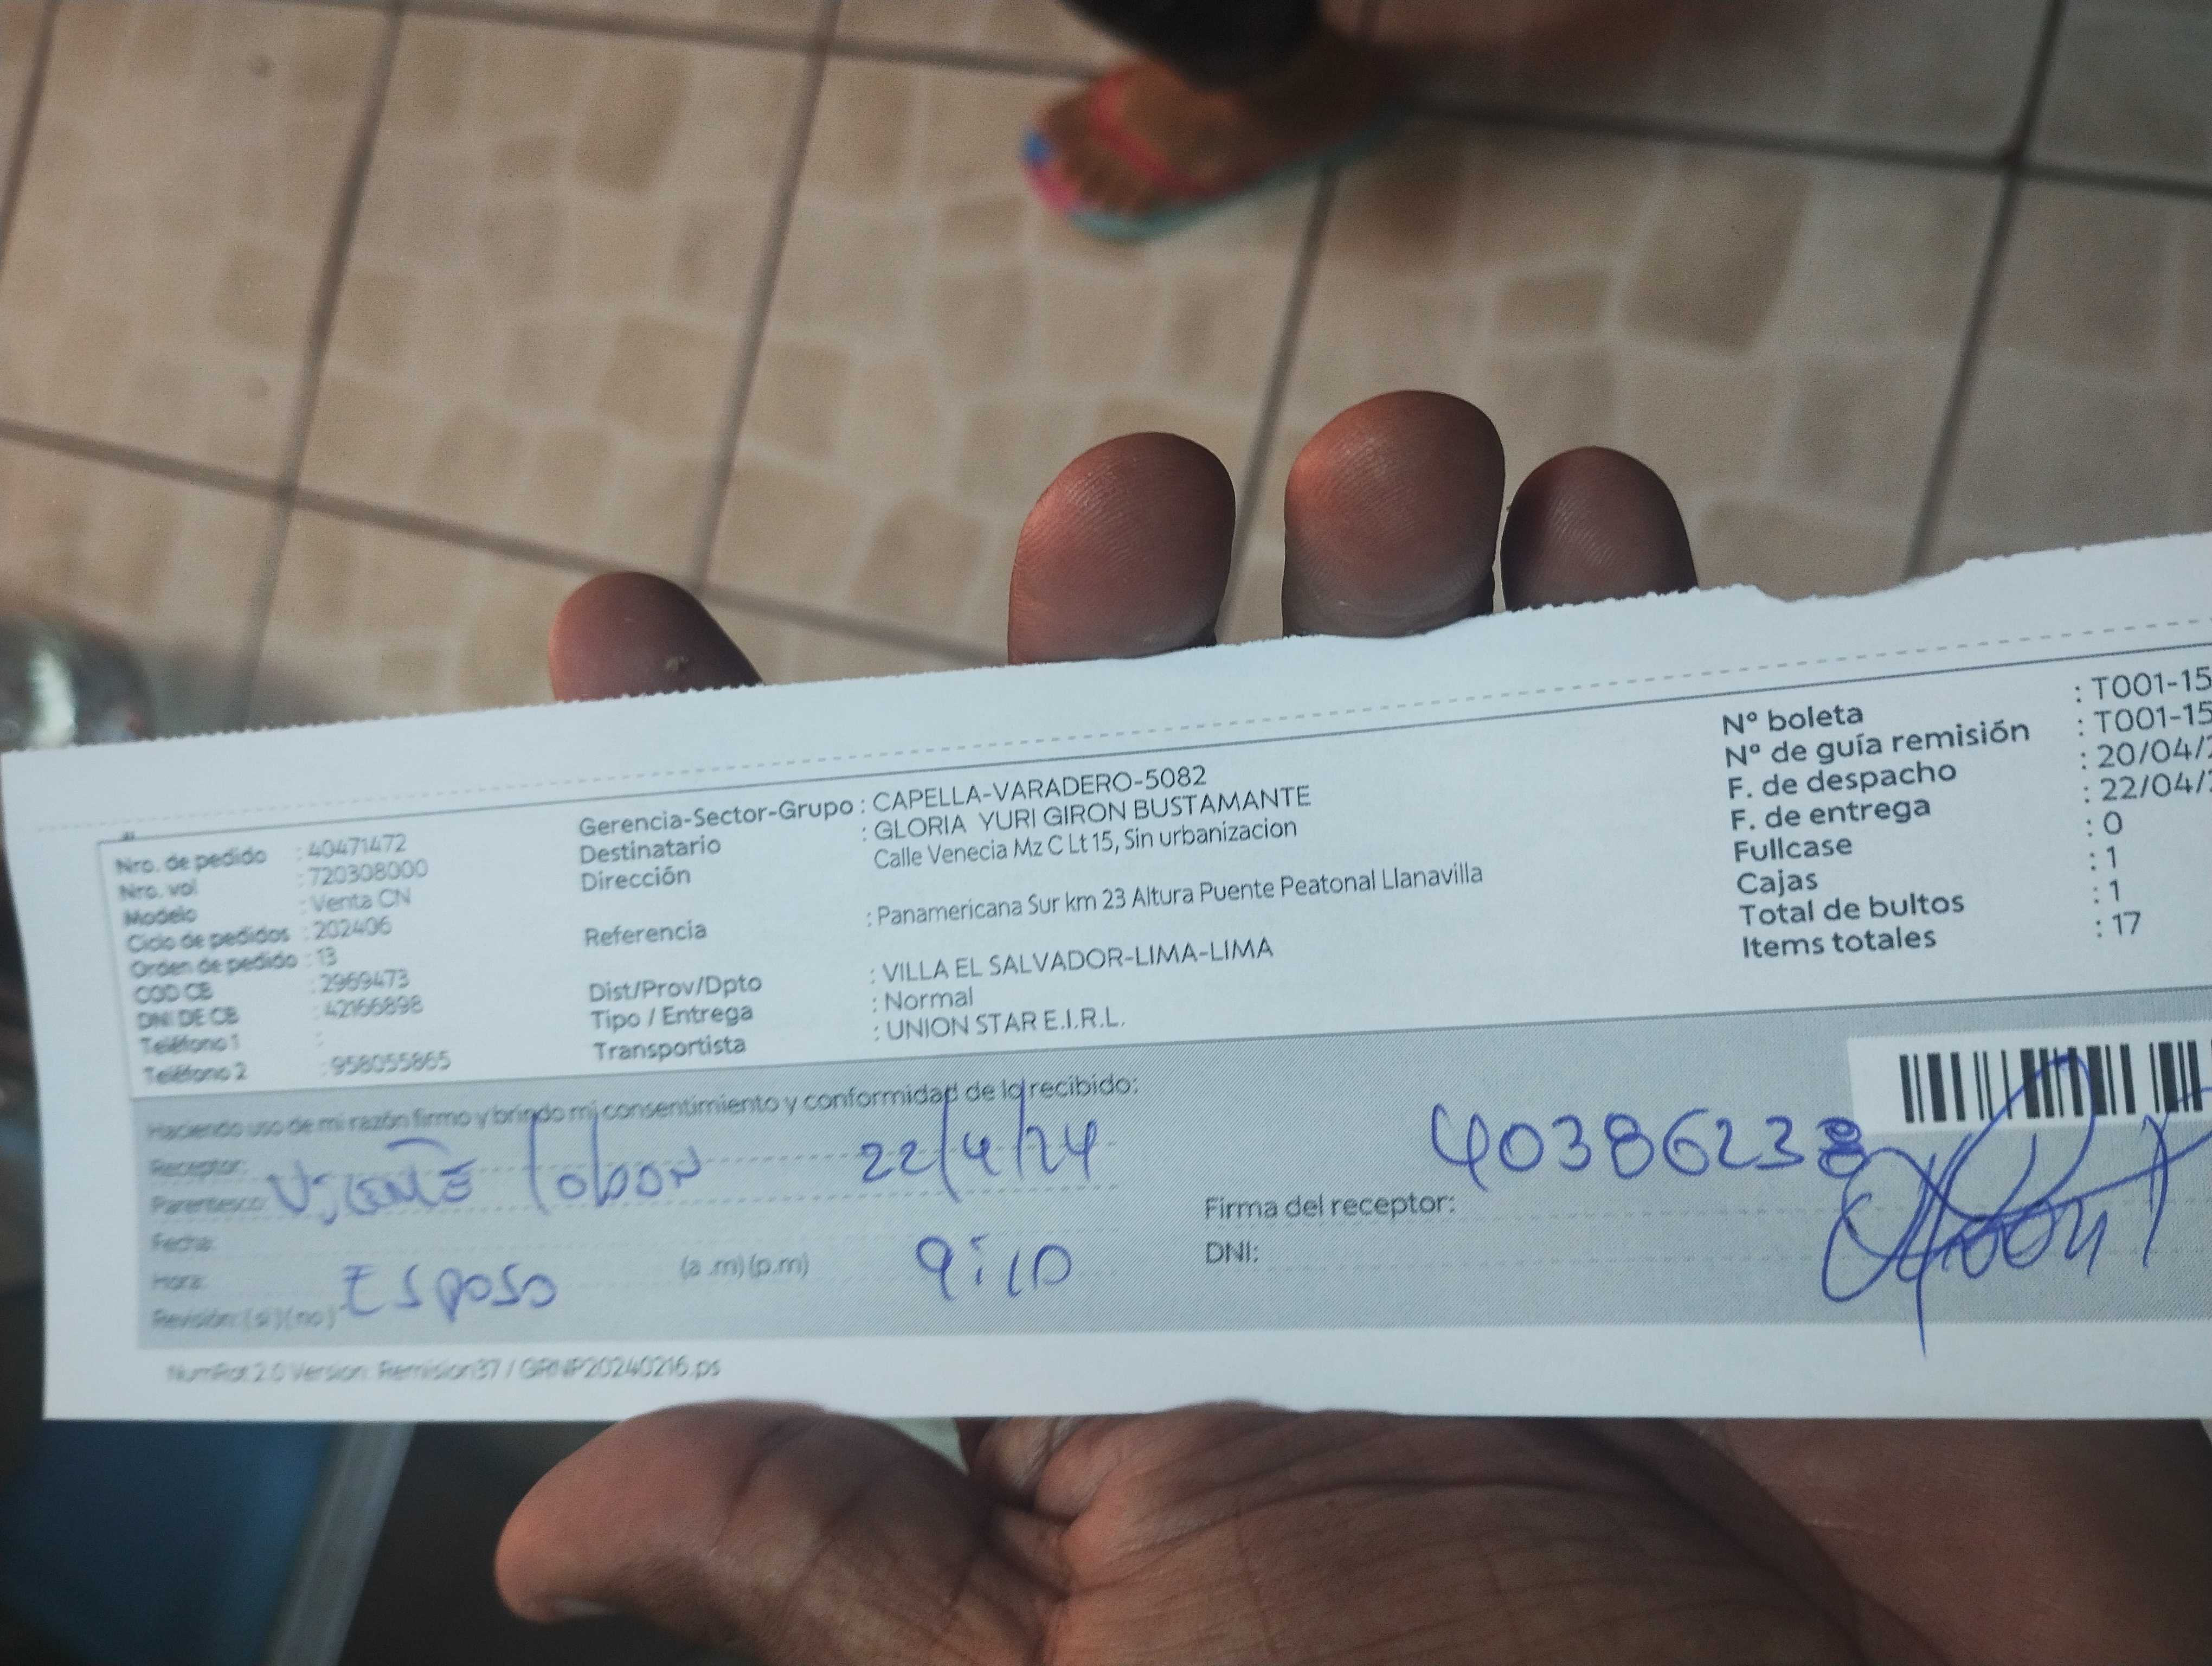 Nro. de pedido : 40471472
Nro. vol : 720308000
Modelo : Venta CN
Ciclo de pedidos : 202406
Orden de pedido : 13
COD CB : 2969473
DNI DE CB : 42166898
Teléfono 1 :
Teléfono 2 : 958055865
Gerencia-Sector-Grupo : CAPELLA-VARADERO-5082
Destinatario : GLORIA YURI GIRON BUSTAMANTE
Dirección Calle Venecia Mz C Lt 15, Sin urbanizacion
Referencia : Panamericana Sur km 23 Altura Puente Peatonal Llanavilla
Dist/Prov/Dpto : VILLA EL SALVADOR-LIMA-LIMA
Tipo / Entrega : Normal
Transportista : UNION STAR E.I.R.L.
N° boleta : T001-15
N° de guía remisión : T001-15
F. de despacho : 20/04/
F. de entrega : 22/04/
Fullcase : 0
Cajas : 1
Total de bultos : 1
Items totales : 17
Haciendo uso de mi razón firmo y brindo mi consentimiento y conformidad de lo recibido:
Receptor:
Parentesco:
22/4/24
Fecha:
Hora: (a.m)(p.m) 9:10
Revisión: (si)(no) Esposo
40386238
Firma del receptor:
DNI:
NumRot 2.0 Version: Remision37 / GRNP20240216.ps